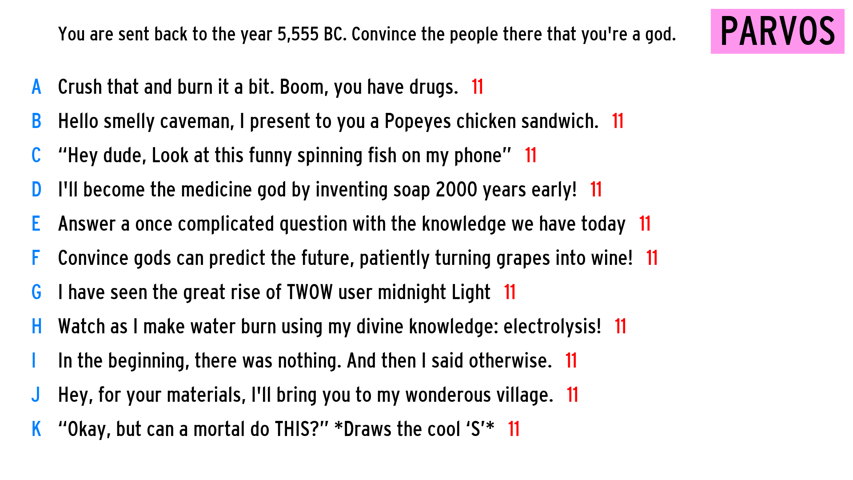 You are sent back to the year 5,555 BC. Convince the people there that you're a god.
PARVOS
A Crush that and burn it a bit. Boom, you have drugs. 11
B Hello smelly caveman, I present to you a Popeyes chicken sandwich. 11
C “Hey dude, Look at this funny spinning fish on my phone” 11
D I'll become the medicine god by inventing soap 2000 years early! 11
E Answer a once complicated question with the knowledge we have today 11
F Convince gods can predict the future, patiently turning grapes into wine! 11
G I have seen the great rise of TWOW user midnight Light 11
H Watch as I make water burn using my divine knowledge: electrolysis! 11
I In the beginning, there was nothing. And then I said otherwise. 11
J Hey, for your materials, I'll bring you to my wonderous village. 11
K “Okay, but can a mortal do THIS?” *Draws the cool ‘S’* 11